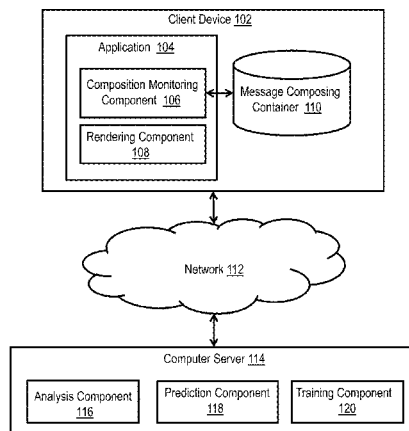 Client Device 102
Application 104
Composition Monitoring
Component 106
Rendering Component
108
Message Composing
Container 110
Network 112
Computer Server 114
Analysis Component
116
Prediction Component
118
Training Component
120